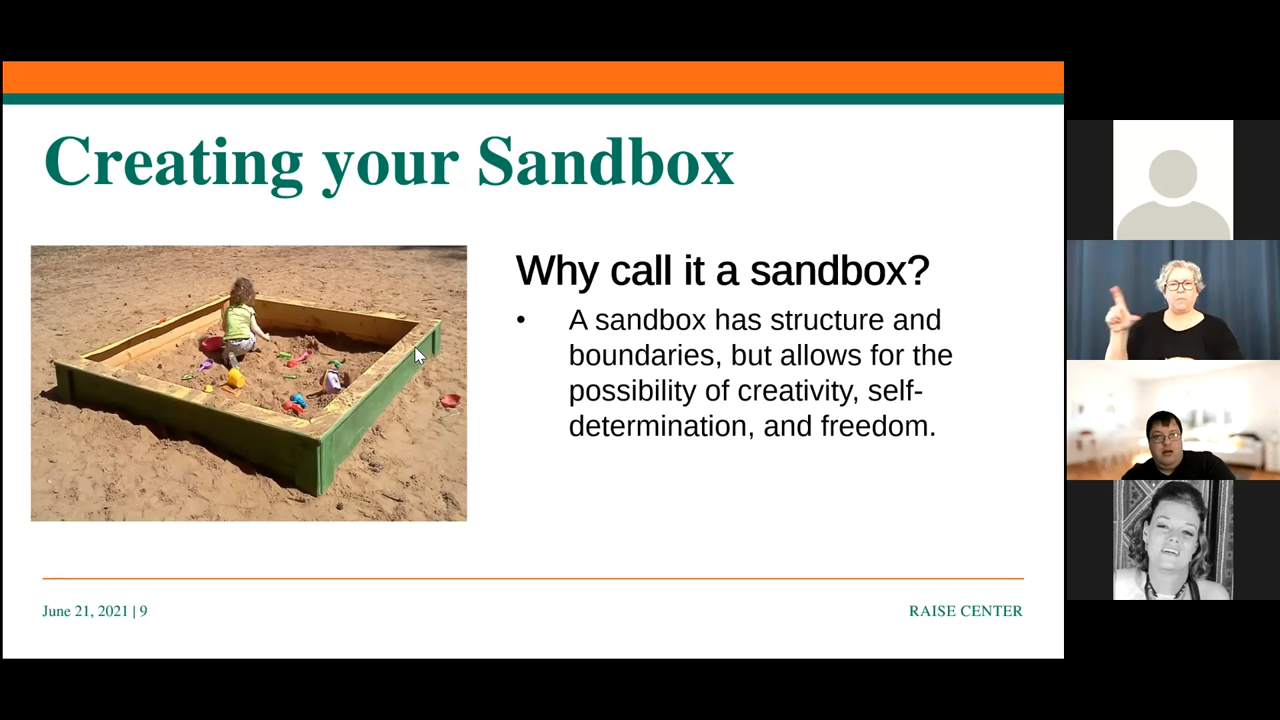 Creating your Sandbox
Why call it a sandbox?
• A sandbox has structure and
boundaries, but allows for the
possibility of creativity, self-
determination, and freedom.
June 21, 2021 | 9
RAISE CENTER